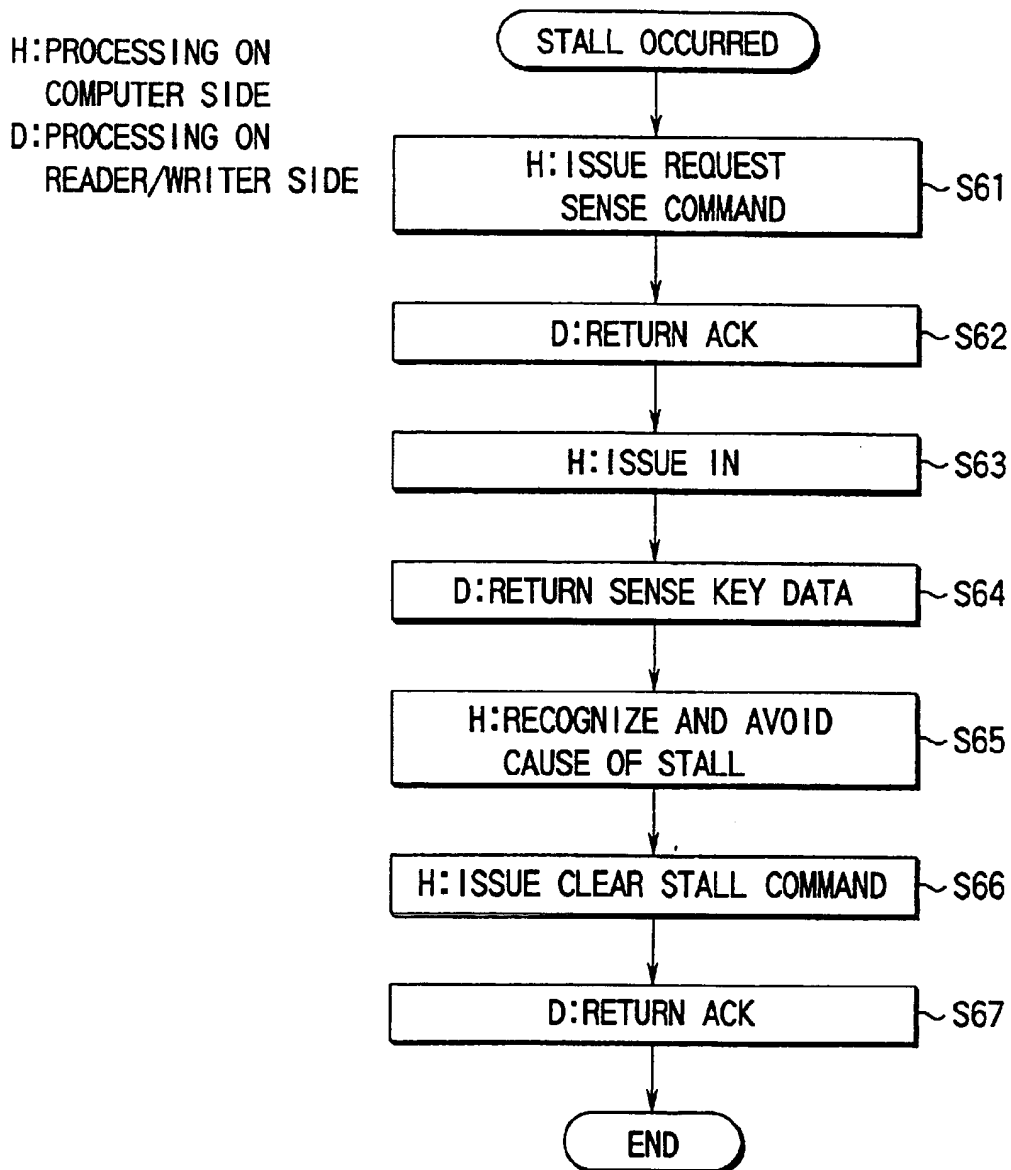 H:PROCESSING ON
COMPUTER SIDE
D:PROCESSING ON
READER/WRITER SIDE
STALL OCCURRED
H:ISSUE REQUEST
SENSE COMMAND
S61
D:RETURN ACK
S62
H:ISSUE IN
S63
D:RETURN SENSE KEY DATA
S64
H:RECOGNIZE AND AVOID
CAUSE OF STALL
S65
H:ISSUE CLEAR STALL COMMAND
S66
D:RETURN ACK
S67
END